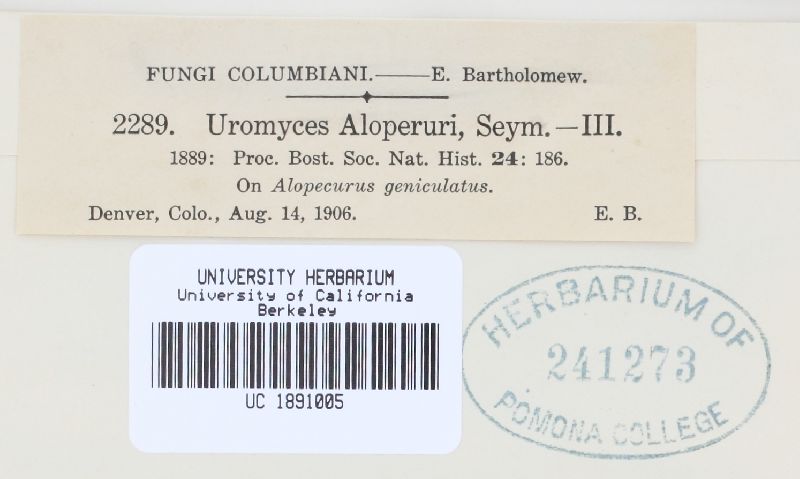 FUNGI COLUMBIANI.——E. Bartholomew.
2289. Uromyces Aloperuri, Seym.—III.
1889: Proc. Bost. Soc. Nat. Hist. 24: 186.
On Alopecurus geniculatus.
Denver, Colo., Aug. 14, 1906. E. B.
UNIVERSITY HERBARIUM
University of California
Berkeley
UC 1891005
HERBARIUM OF
241273
POMONA COLLEGE